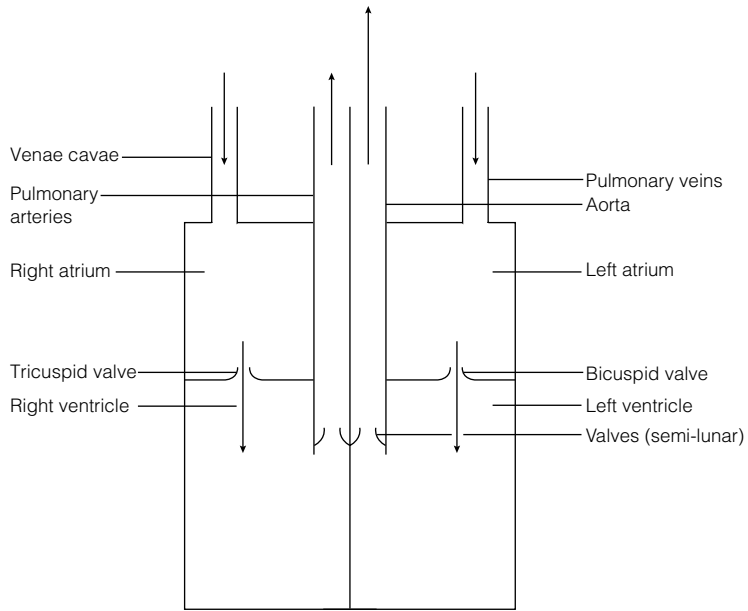 Venae cavae
Pulmonary
arteries
Right atrium
Tricuspid valve
Right ventricle
Pulmonary veins
Aorta
Left atrium
Bicuspid valve
Left ventricle
Valves (semi-lunar)